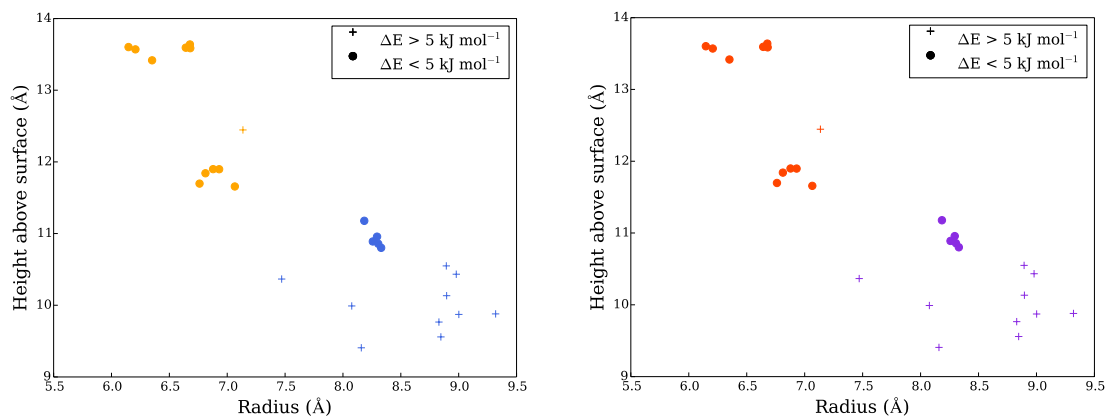 14
13
12
11
10
9
Height above surface (Å)
5.5 6.0 6.5 7.0 7.5 8.0 8.5 9.0 9.5
Radius (Å)
ΔE > 5 kJ mol⁻¹
ΔE < 5 kJ mol⁻¹
14
13
12
11
10
9
Height above surface (Å)
5.5 6.0 6.5 7.0 7.5 8.0 8.5 9.0 9.5
Radius (Å)
ΔE > 5 kJ mol⁻¹
ΔE < 5 kJ mol⁻¹